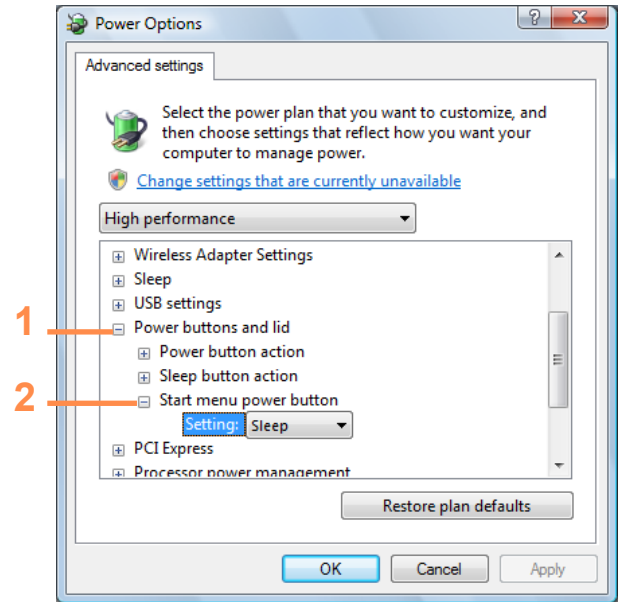 Power Options
Advanced settings
Select the power plan that you want to customize, and
then choose settings that reflect how you want your
computer to manage power.
Change settings that are currently unavailable
High performance
Wireless Adapter Settings
Sleep
USB settings
1
Power buttons and lid
Power button action
Sleep button action
2
Start menu power button
Setting: Sleep
PCI Express
Processor power management
Restore plan defaults
OK Cancel Apply